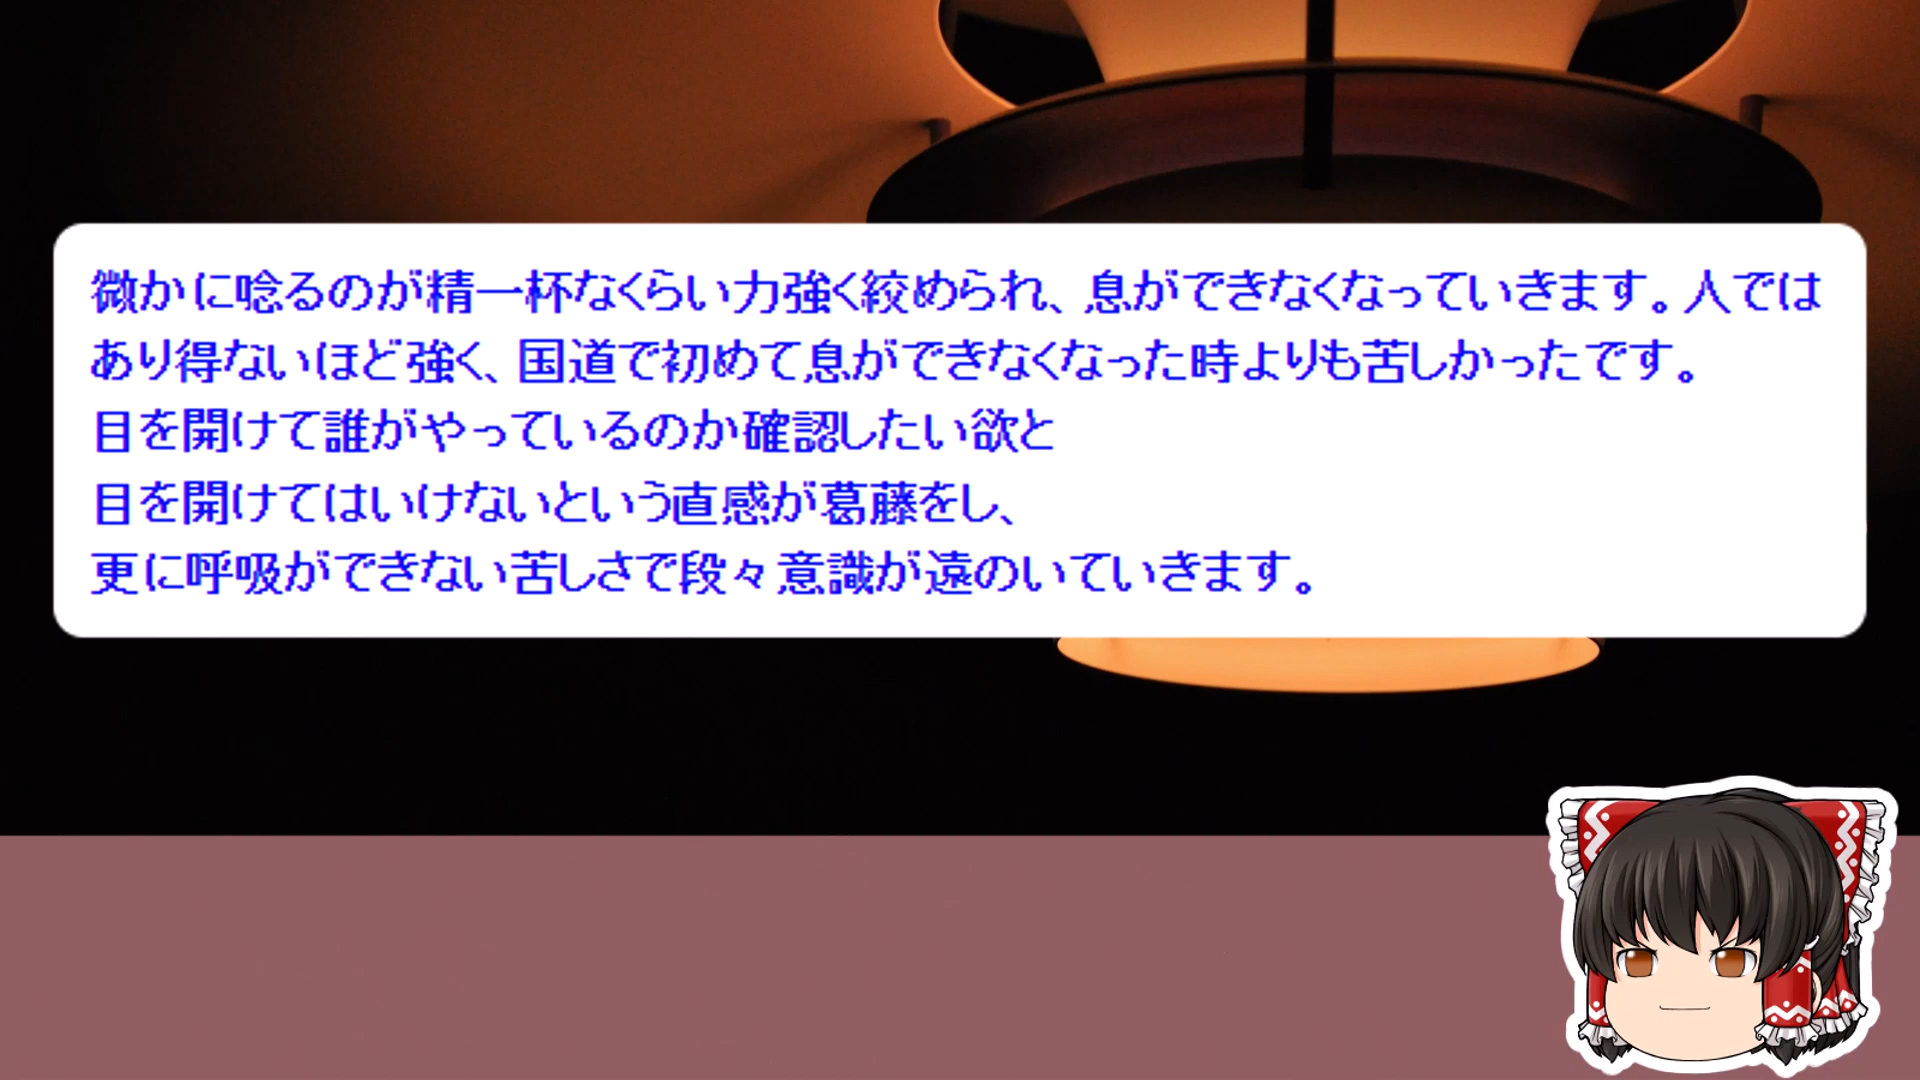 微かに唸るのが精一杯なくらい力強く絞められ、息ができなくなっていきます。人では
あり得ないほど強く、国道で初めて息ができなくなった時よりも苦しかったです。
目を開けて誰がやっているのか確認したい欲と
目を開けてはいけないという直感が葛藤をし、
更に呼吸ができない苦しさで段々意識が遠のいていきます。